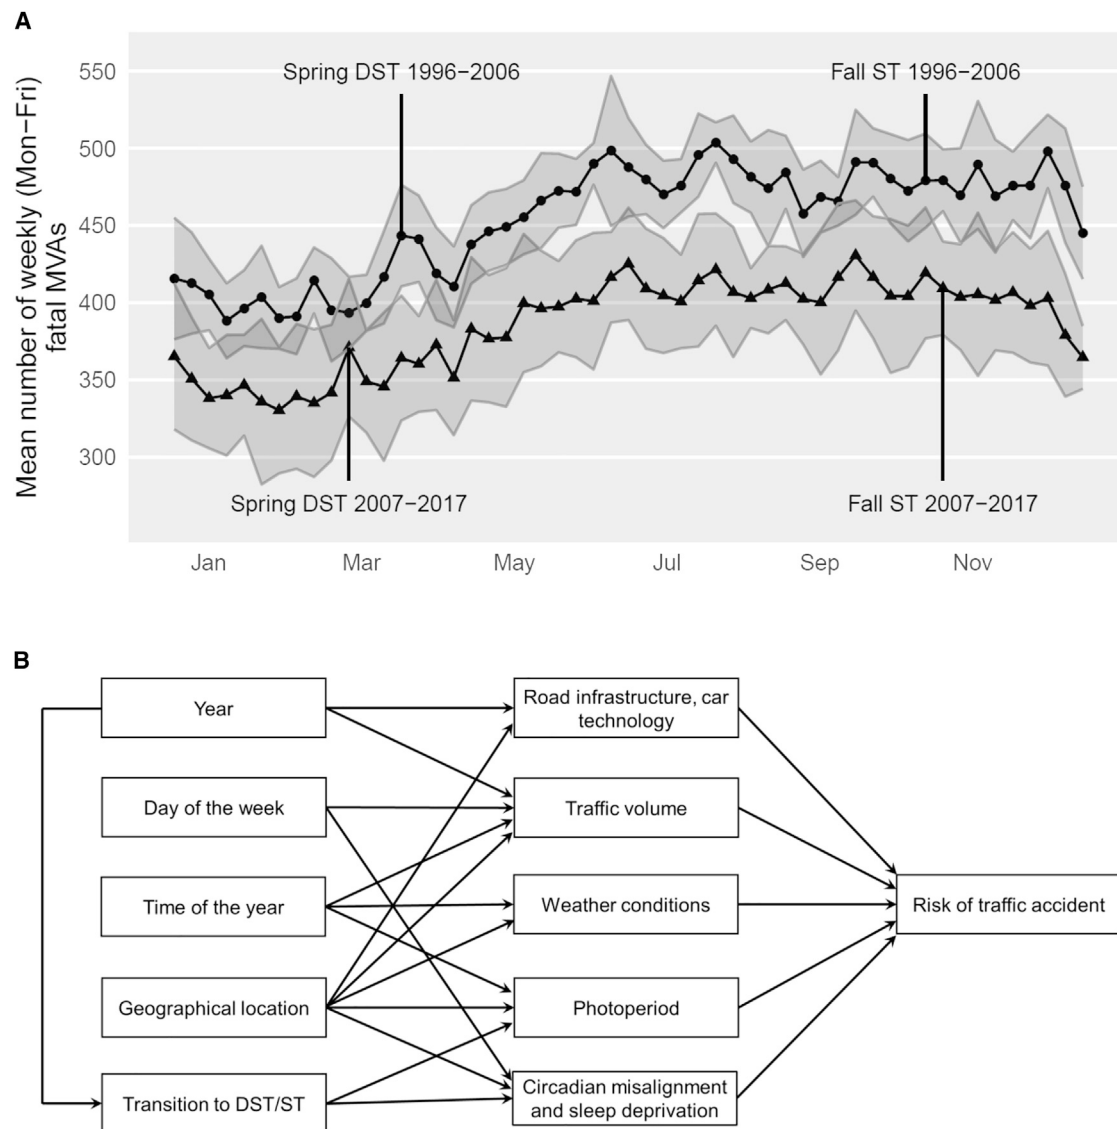 A
Mean number of weekly (Mon−Fri)
fatal MVAs
550
500
450
400
350
300
Spring DST 1996−2006
Fall ST 1996−2006
Spring DST 2007−2017
Fall ST 2007−2017
Jan
Mar
May
Jul
Sep
Nov
B
Year
Day of the week
Time of the year
Geographical location
Transition to DST/ST
Road infrastructure, car
technology
Traffic volume
Weather conditions
Photoperiod
Circadian misalignment
and sleep deprivation
Risk of traffic accident